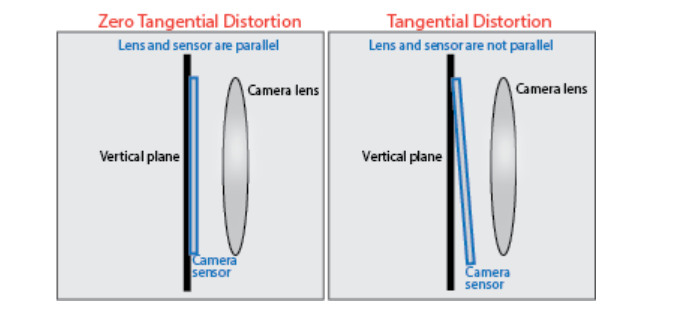 Zero Tangential Distortion
Lens and sensor are parallel
Camera lens
Vertical plane
Camera
sensor
Tangential Distortion
Lens and sensor are not parallel
Camera lens
Vertical plane
Camera
sensor